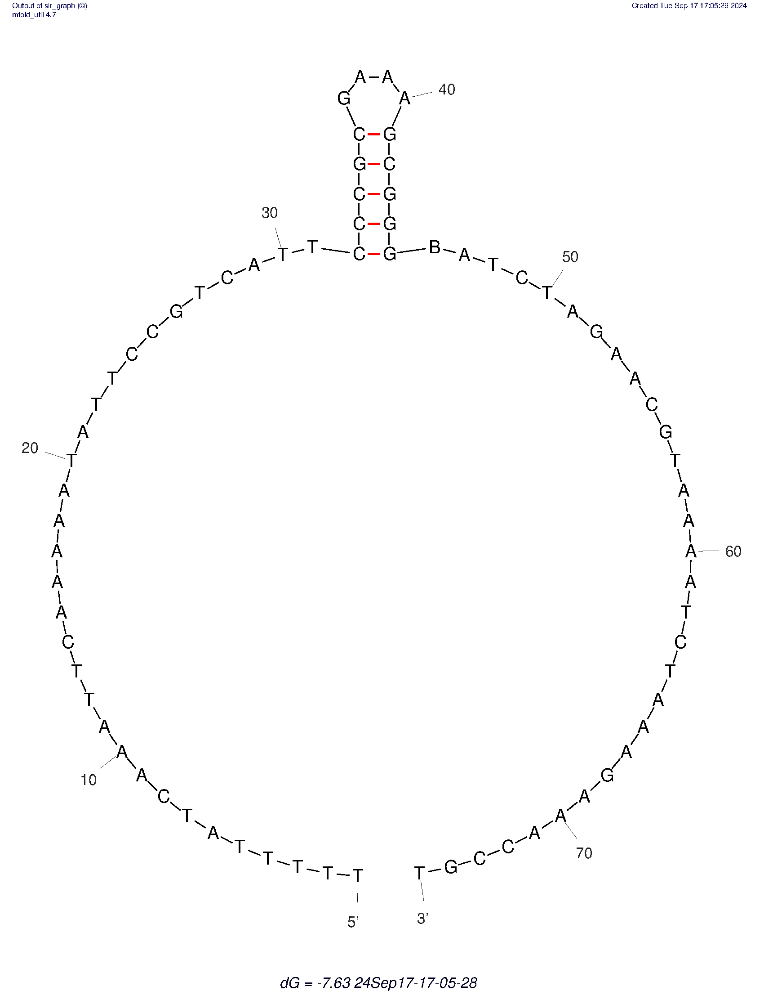 Output of sir_graph (©)
mfold_util 4.7
Created Tue Sep 17 17:05:29 2024
A A
G A 40
C G
G C
C G
30 C G
A T T C G B A T C 50
G T C T A G
T C C A A
20 T A T C G T
A A A A A A
C A A 60 A T C
A T T T A A
10 A A G
A C T A A A
T T T T A T G C C A 70
5’ 3’
dG = -7.63 24Sep17-17-05-28